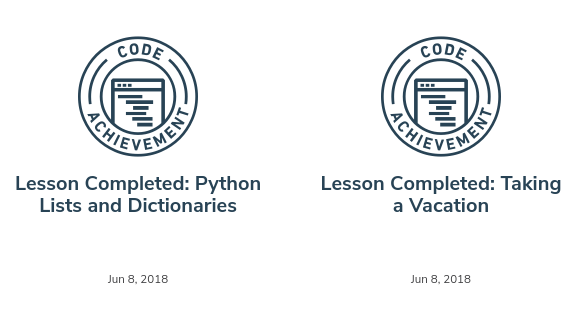 CODE
ACHIEVEMENT
Lesson Completed: Python
Lists and Dictionaries
Jun 8, 2018
CODE
ACHIEVEMENT
Lesson Completed: Taking
a Vacation
Jun 8, 2018